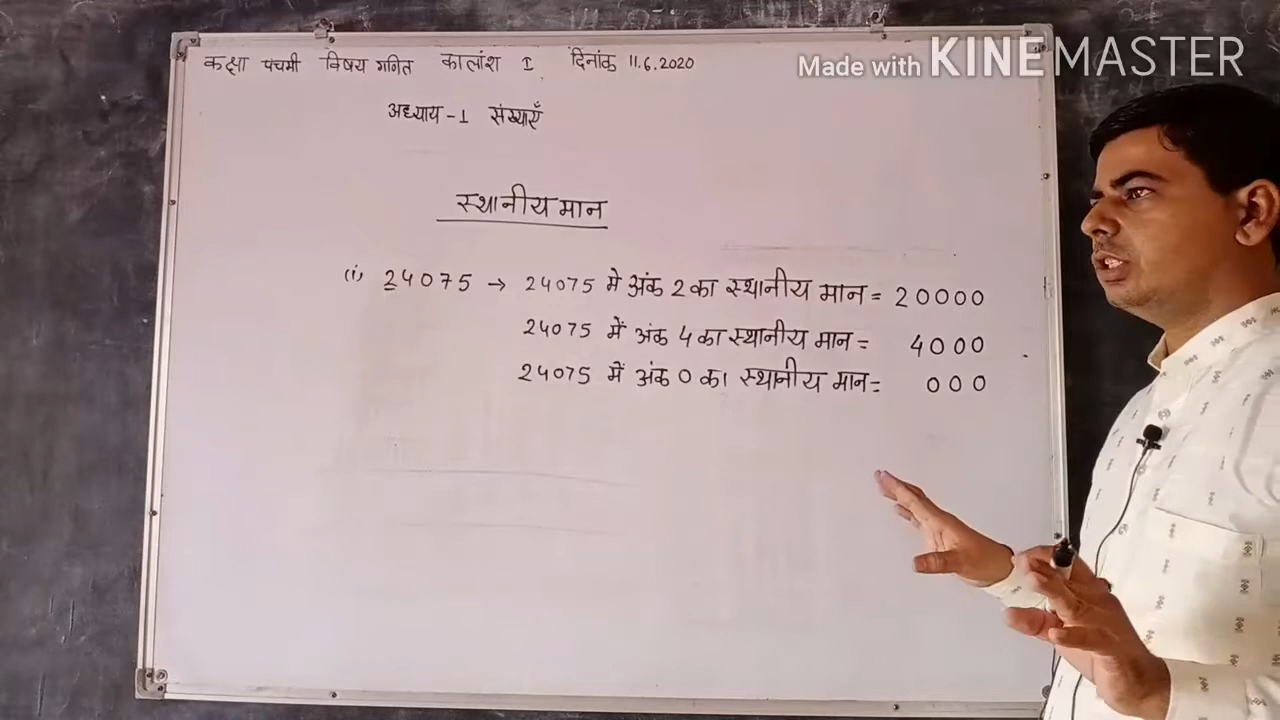 Made with KINEMASTER
कक्षा पंचमी विषय गणित कालांश I दिनांक 11.6.2020
अध्याय-1 संख्याएँ
स्थानीय मान
(i) 24075 → 24075 मे अंक 2 का स्थानीय मान = 20000
24075 में अंक 4 का स्थानीय मान = 4000
24075 में अंक 0 का स्थानीय मान = 000